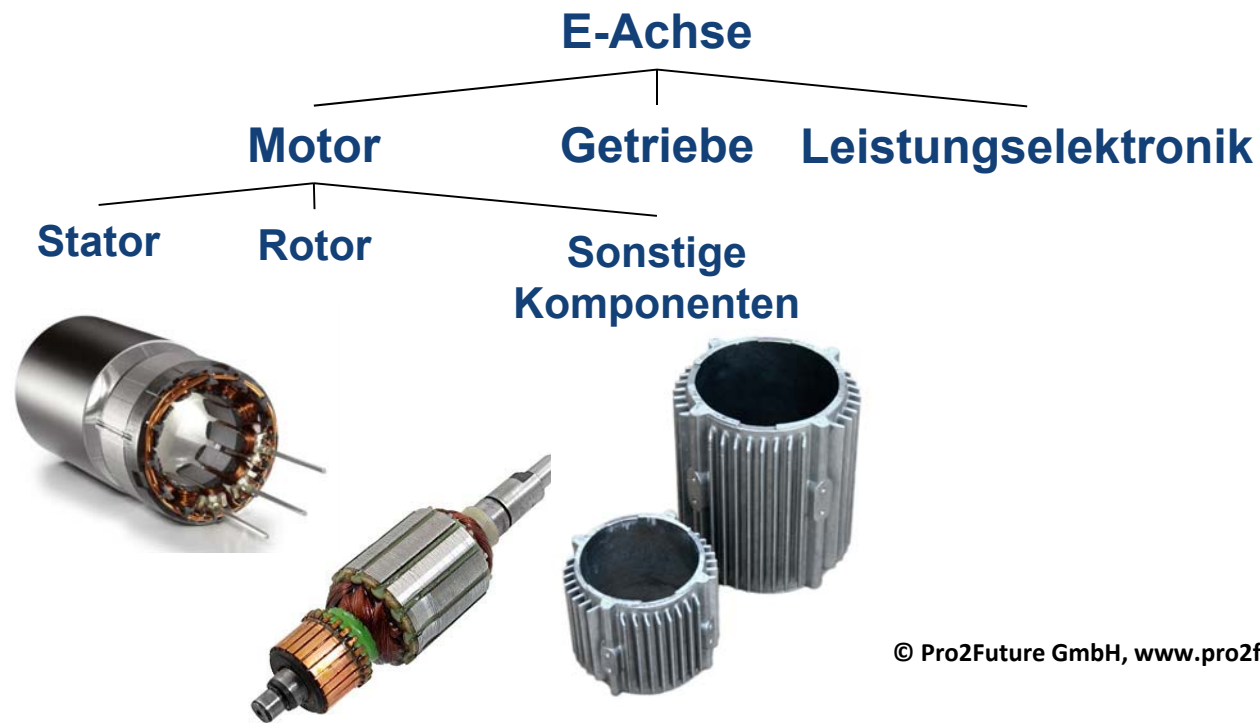 E-Achse
Motor Getriebe Leistungselektronik
Stator Rotor Sonstige
Komponenten
© Pro2Future GmbH, www.pro2f